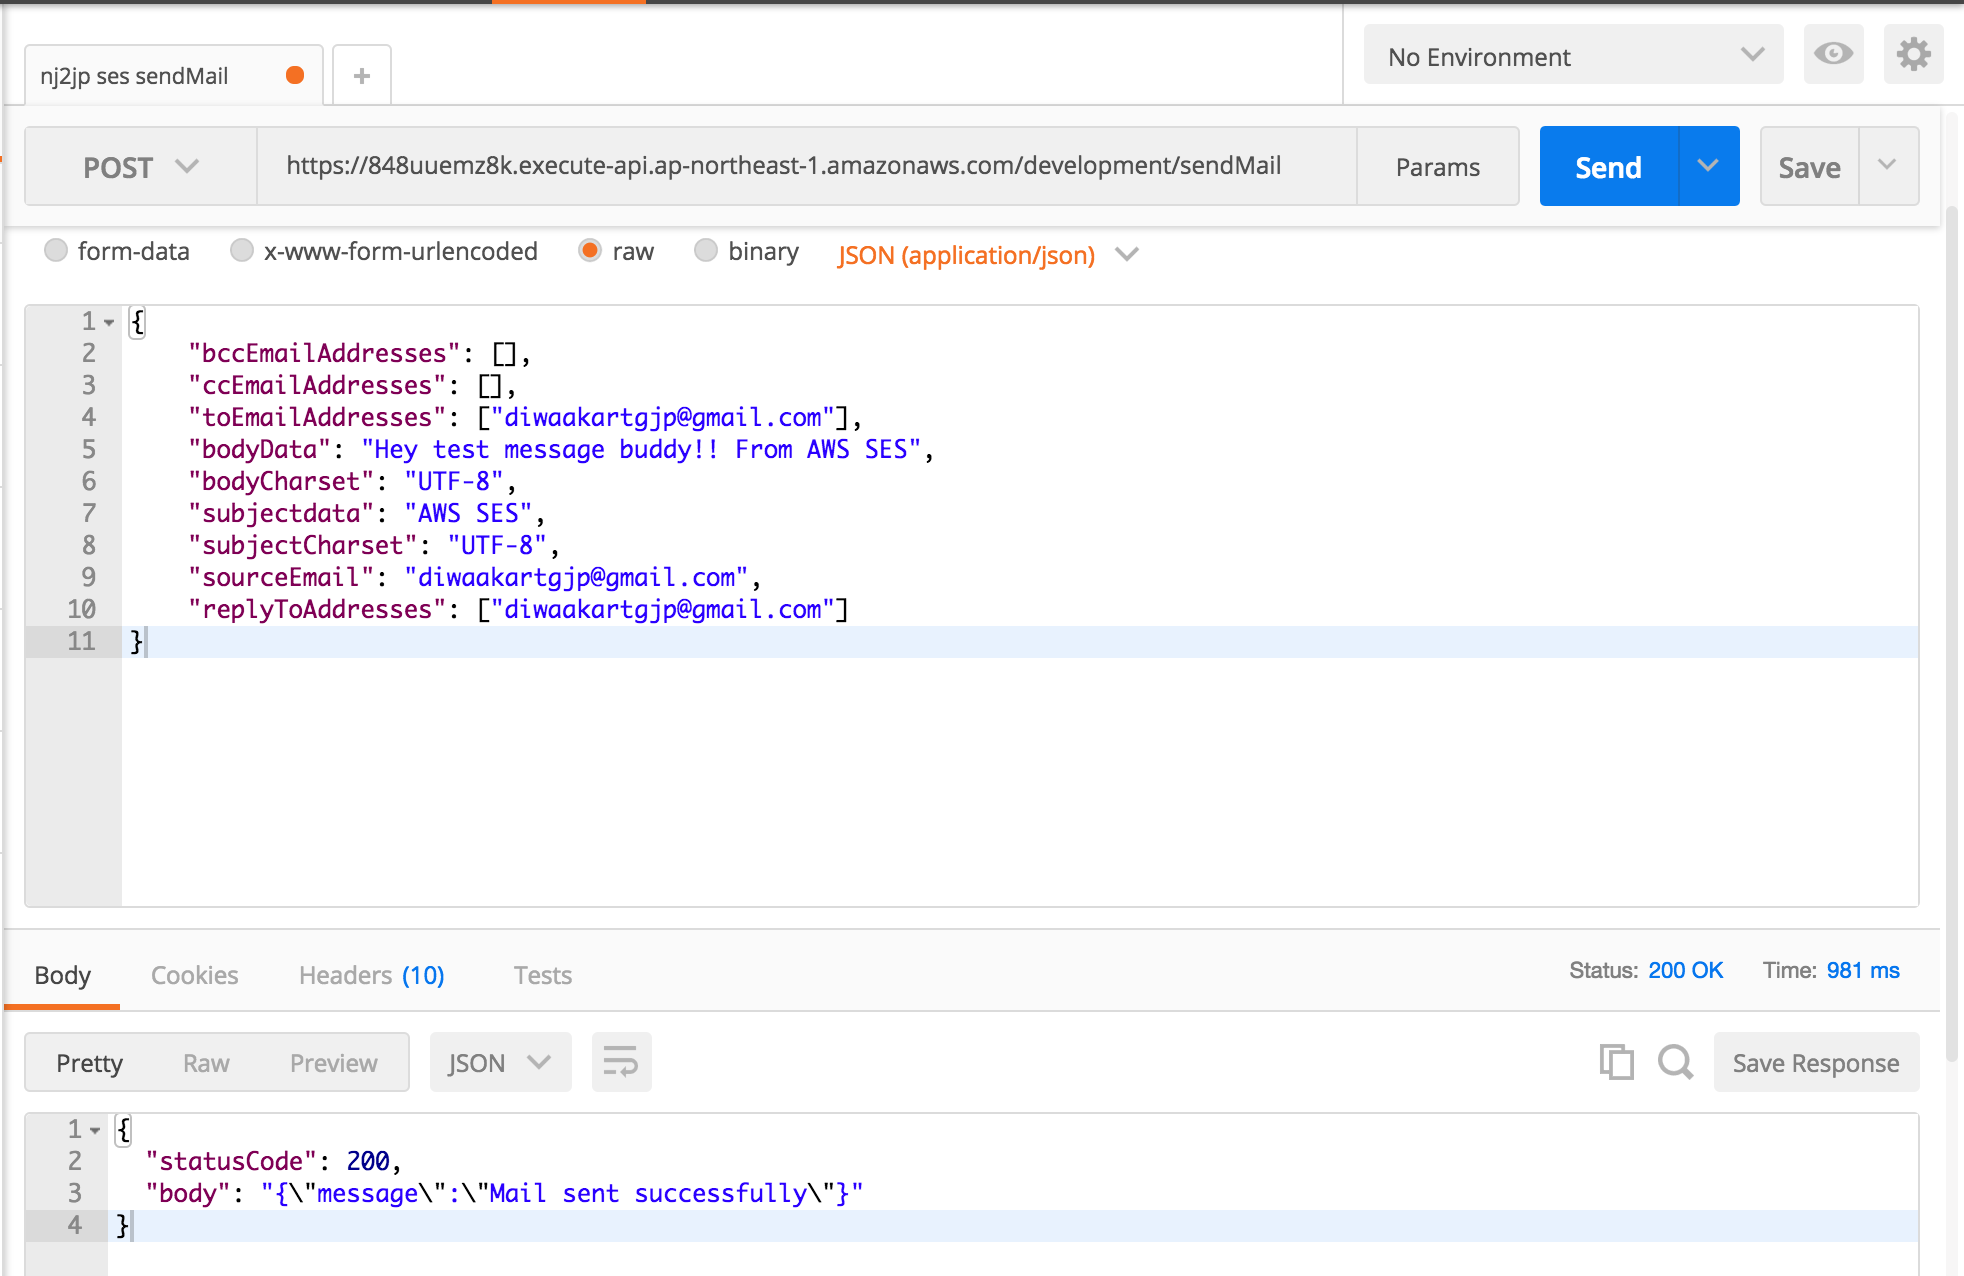 nj2jp ses sendMail
+
No Environment
POST
https://848uuemz8k.execute-api.ap-northeast-1.amazonaws.com/development/sendMail
Params
Send
Save
form-data
x-www-form-urlencoded
raw
binary
JSON (application/json)
1 {
2 "bccEmailAddresses": [],
3 "ccEmailAddresses": [],
4 "toEmailAddresses": ["diwaakartgjp@gmail.com"],
5 "bodyData": "Hey test message buddy!! From AWS SES",
6 "bodyCharset": "UTF-8",
7 "subjectdata": "AWS SES",
8 "subjectCharset": "UTF-8",
9 "sourceEmail": "diwaakartgjp@gmail.com",
10 "replyToAddresses": ["diwaakartgjp@gmail.com"]
11 }
Body
Cookies
Headers (10)
Tests
Status: 200 OK
Time: 981 ms
Pretty
Raw
Preview
JSON
Save Response
1 {
2 "statusCode": 200,
3 "body": "{\"message\":\"Mail sent successfully\"}"
4 }